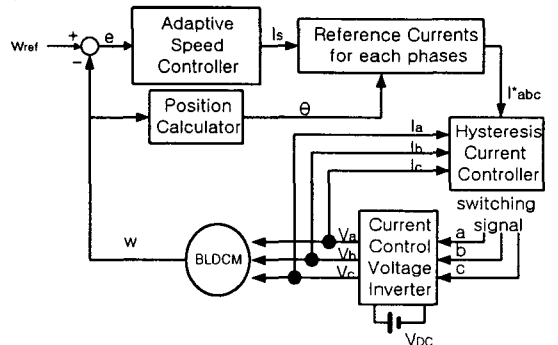 Wref
+
−
e
Adaptive
Speed
Controller
Is
Reference Currents
for each phases
Position
Calculator
θ
I*abc
Ia
Ib
Ic
Hysteresis
Current
Controller
switching
signal
W
BLDCM
Va
Vb
Vc
Current
Control
Voltage
Inverter
a
b
c
VDC